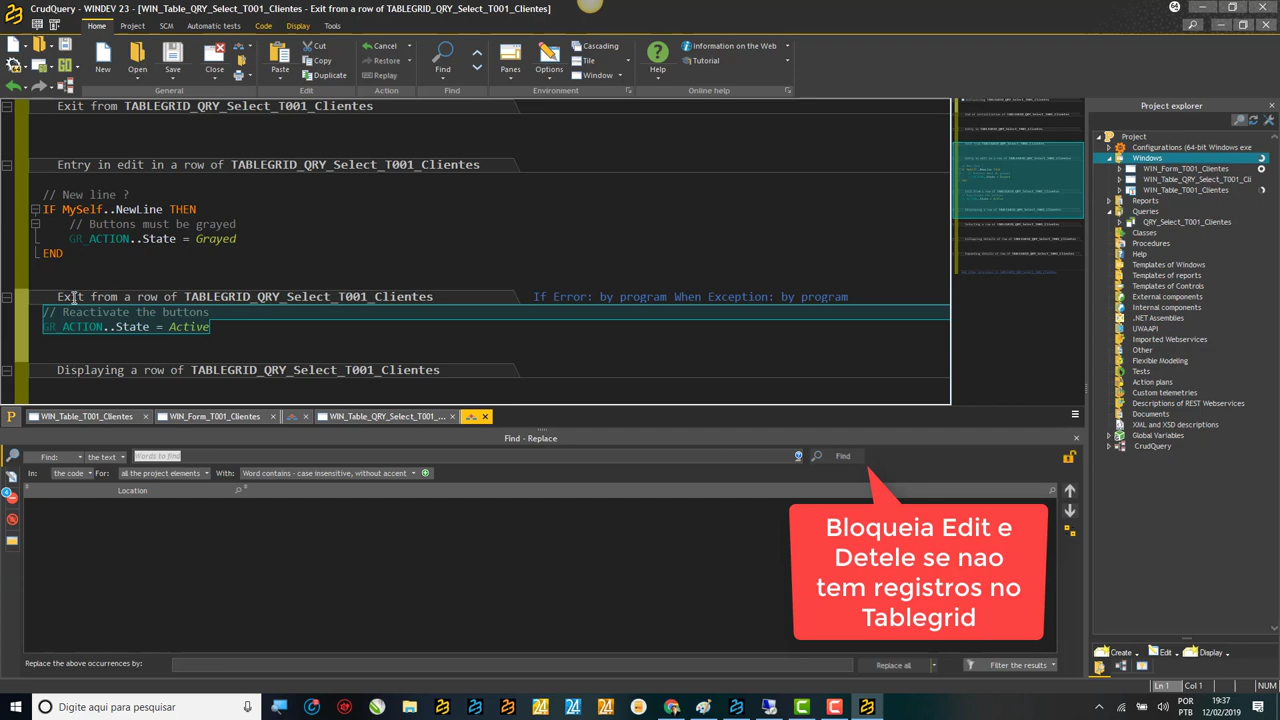 CrudQuery - WINDEV 23 - [WIN_Table_QRY_Select_T001_Clientes - Exit from a row of TABLEGRID_QRY_Select_T001_Clientes]
64
Home Project SCM Automatic tests Code Display Tools
New Open Save Close
General
Paste Cut Copy Duplicate
Edit
Cancel Restore Replay
Action
Find
Find
Panes Options Cascading Tile Window
Environment
Help Information on the Web Tutorial
Online help
Exit from TABLEGRID_QRY_Select_T001_Clientes
Entry in edit in a row of TABLEGRID_QRY_Select_T001_Clientes
// New line ?
IF MySelf..NewLine THEN
// Buttons must be grayed
GR_ACTION..State = Grayed
END
Exit from a row of TABLEGRID_QRY_Select_T001_Clientes If Error: by program When Exception: by program
// Reactivate the buttons
GR_ACTION..State = Active
Displaying a row of TABLEGRID_QRY_Select_T001_Clientes
WIN_Table_T001_Clientes WIN_Form_T001_Clientes WIN_Table_QRY_Select_T001_...
Find - Replace
Find: the text Words to find Find
In: the code For: all the project elements With: Word contains - case insensitive, without accent
Location
Bloqueia Edit e
Detele se nao
tem registros no
Tablegrid
Replace the above occurrences by: Replace all Filter the results
Project explorer
Project
Configurations (64-bit Windows exe
Windows
WIN_Form_T001_Clientes
WIN_Table_QRY_Select_T001_Cli
WIN_Table_T001_Clientes
Reports
Queries
QRY_Select_T001_Clientes
Classes
Procedures
Help
Templates of Windows
Templates of reports
Templates of Controls
External components
Internal components
.NET Assemblies
UWAAPI
Imported Webservices
Other
Flexible Modeling
Tests
Action plans
Custom telemetries
Descriptions of REST Webservices
Documents
XML and XSD descriptions
Global Variables
CrudQuery
Create Edit Display
Ln 1 Col 1 NUM
Digite aqui para pesquisar
POR
PTB
19:37
12/02/2019